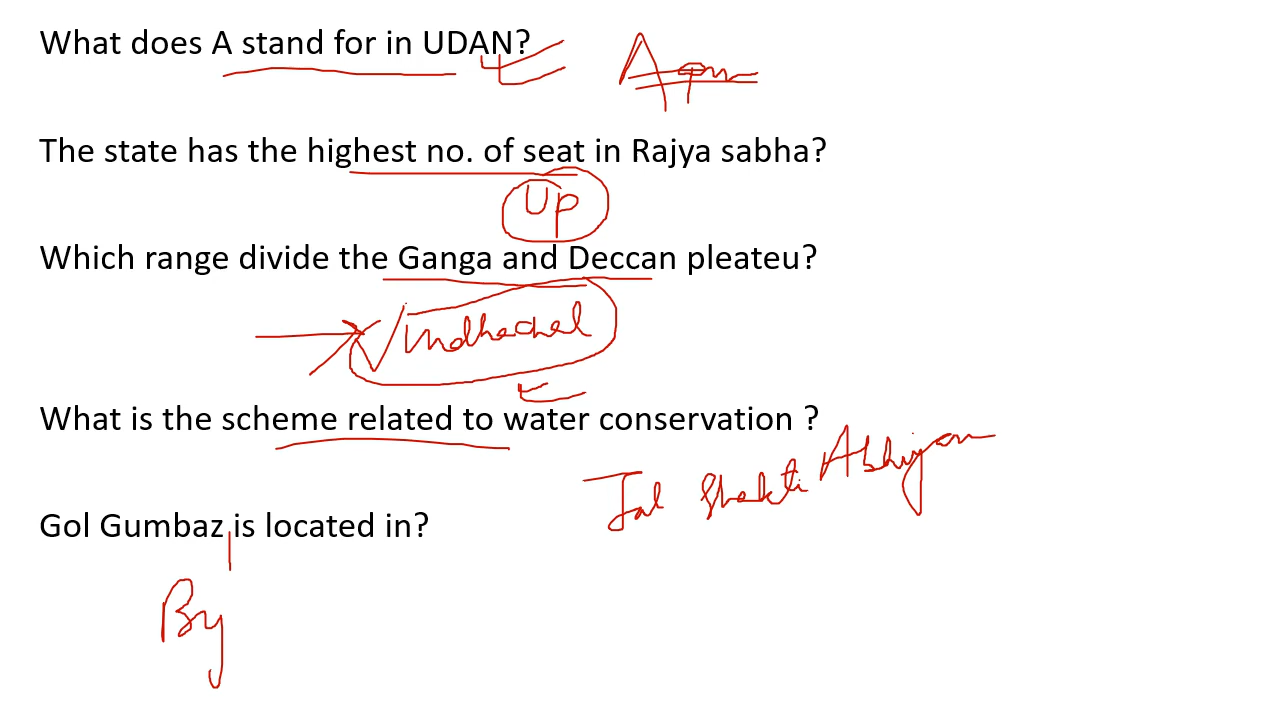 What does A stand for in UDAN?
Apm
The state has the highest no. of seat in Rajya sabha?
Up
Which range divide the Ganga and Deccan pleateu?
Vindhachal
What is the scheme related to water conservation ?
Jal Shakti Abhiyan
Gol Gumbaz is located in?